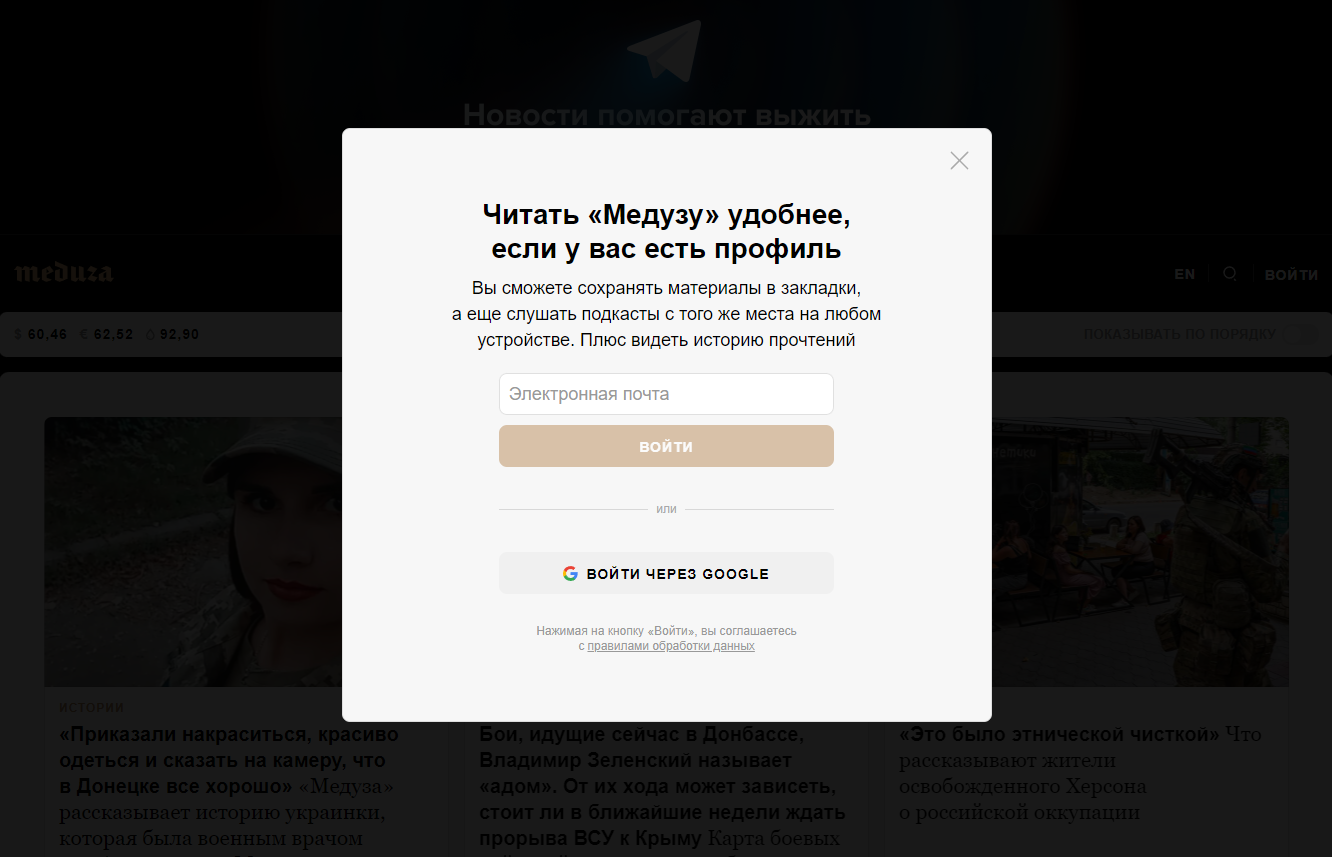 Новости помогают выжить
Читать «Медузу» удобнее,
если у вас есть профиль
Вы сможете сохранять материалы в закладки,
а еще слушать подкасты с того же места на любом
устройстве. Плюс видеть историю прочтений
Электронная почта
ВОЙТИ
или
ВОЙТИ ЧЕРЕЗ GOOGLE
Нажимая на кнопку «Войти», вы соглашаетесь
с правилами обработки данных
meduza
EN
ВОЙТИ
$ 60,46 € 62,52 O 92,90
ПОКАЗЫВАТЬ ПО ПОРЯДКУ
ИСТОРИИ
«Приказали накраситься, красиво
одеться и сказать на камеру, что
в Донецке все хорошо» «Медуза»
рассказывает историю украинки,
которая была военным врачом
Бои, идущие сейчас в Донбассе,
Владимир Зеленский называет
«адом». От их хода может зависеть,
стоит ли в ближайшие недели ждать
прорыва ВСУ к Крыму Карта боевых
«Это было этнической чисткой» Что
рассказывают жители
освобожденного Херсона
о российской оккупации